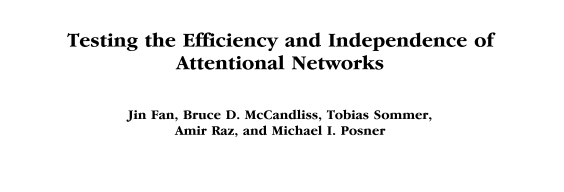 Testing the Efficiency and Independence of
Attentional Networks
Jin Fan, Bruce D. McCandliss, Tobias Sommer,
Amir Raz, and Michael I. Posner